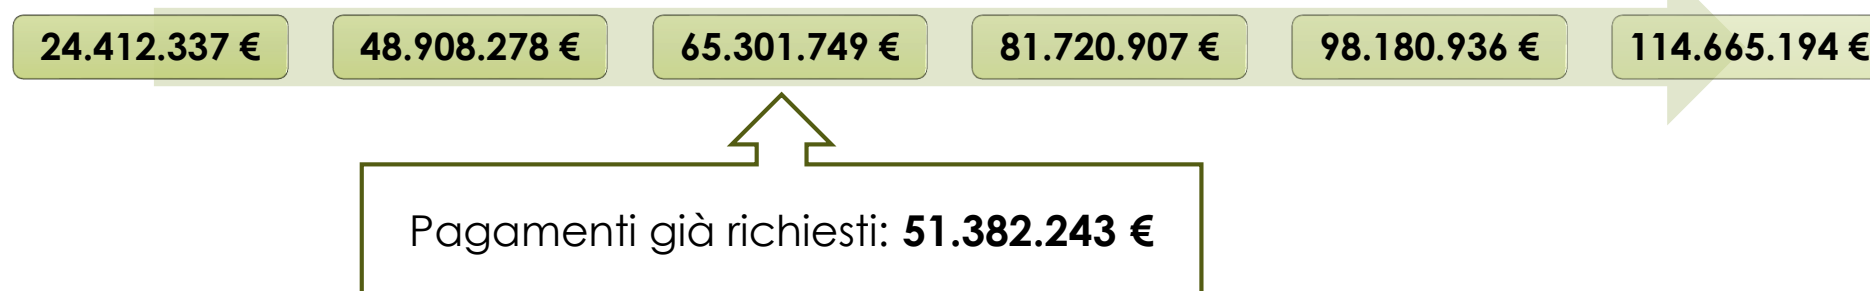 24.412.337 € 48.908.278 € 65.301.749 € 81.720.907 € 98.180.936 € 114.665.194 €
Pagamenti già richiesti: 51.382.243 €